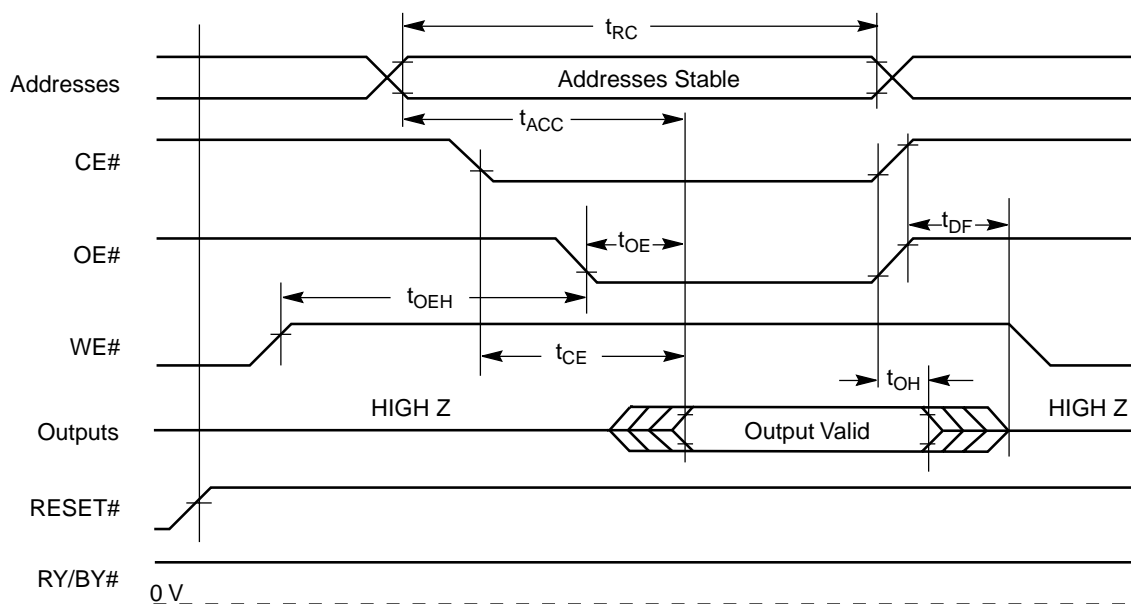 tRC
Addresses
Addresses Stable
tACC
CE#
tOE
tDF
OE#
tOEH
WE#
tCE
tOH
HIGH Z
HIGH Z
Outputs
Output Valid
RESET#
RY/BY#
0 V